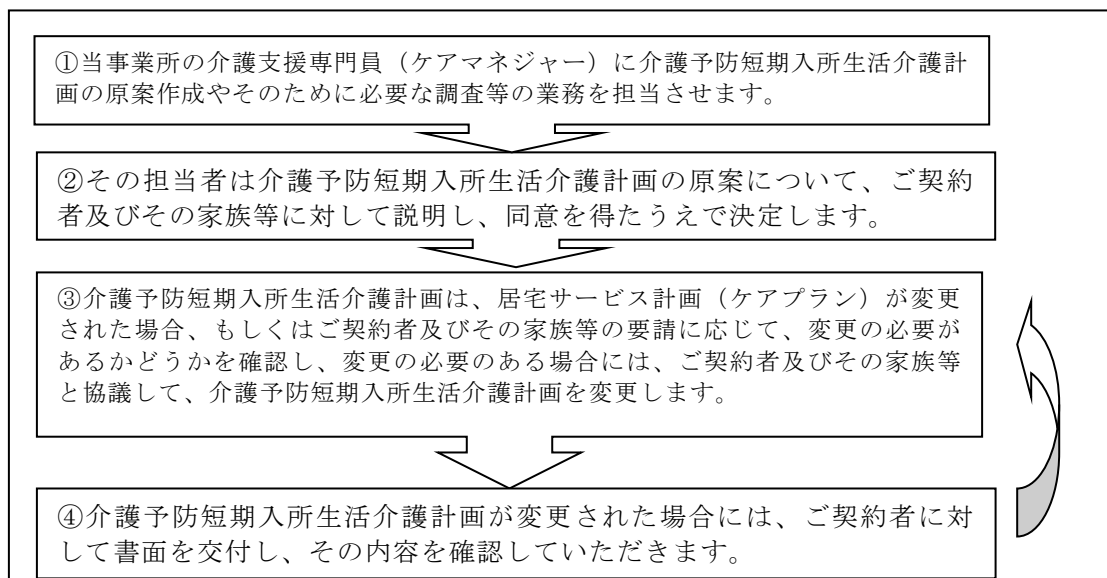 ①当事業所の介護支援専門員（ケアマネジャー）に介護予防短期入所生活介護計
画の原案作成やそのために必要な調査等の業務を担当させます。
②その担当者は介護予防短期入所生活介護計画の原案について、ご契約
者及びその家族等に対して説明し、同意を得たうえで決定します。
③介護予防短期入所生活介護計画は、居宅サービス計画（ケアプラン）が変更
された場合、もしくはご契約者及びその家族等の要請に応じて、変更の必要が
あるかどうかを確認し、変更の必要のある場合には、ご契約者及びその家族等
と協議して、介護予防短期入所生活介護計画を変更します。
④介護予防短期入所生活介護計画が変更された場合には、ご契約者に対
して書面を交付し、その内容を確認していただきます。